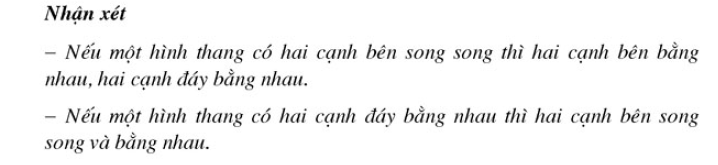 Nhận xét
– Nếu một hình thang có hai cạnh bên song song thì hai cạnh bên bằng
nhau, hai cạnh đáy bằng nhau.
– Nếu một hình thang có hai cạnh đáy bằng nhau thì hai cạnh bên song
song và bằng nhau.